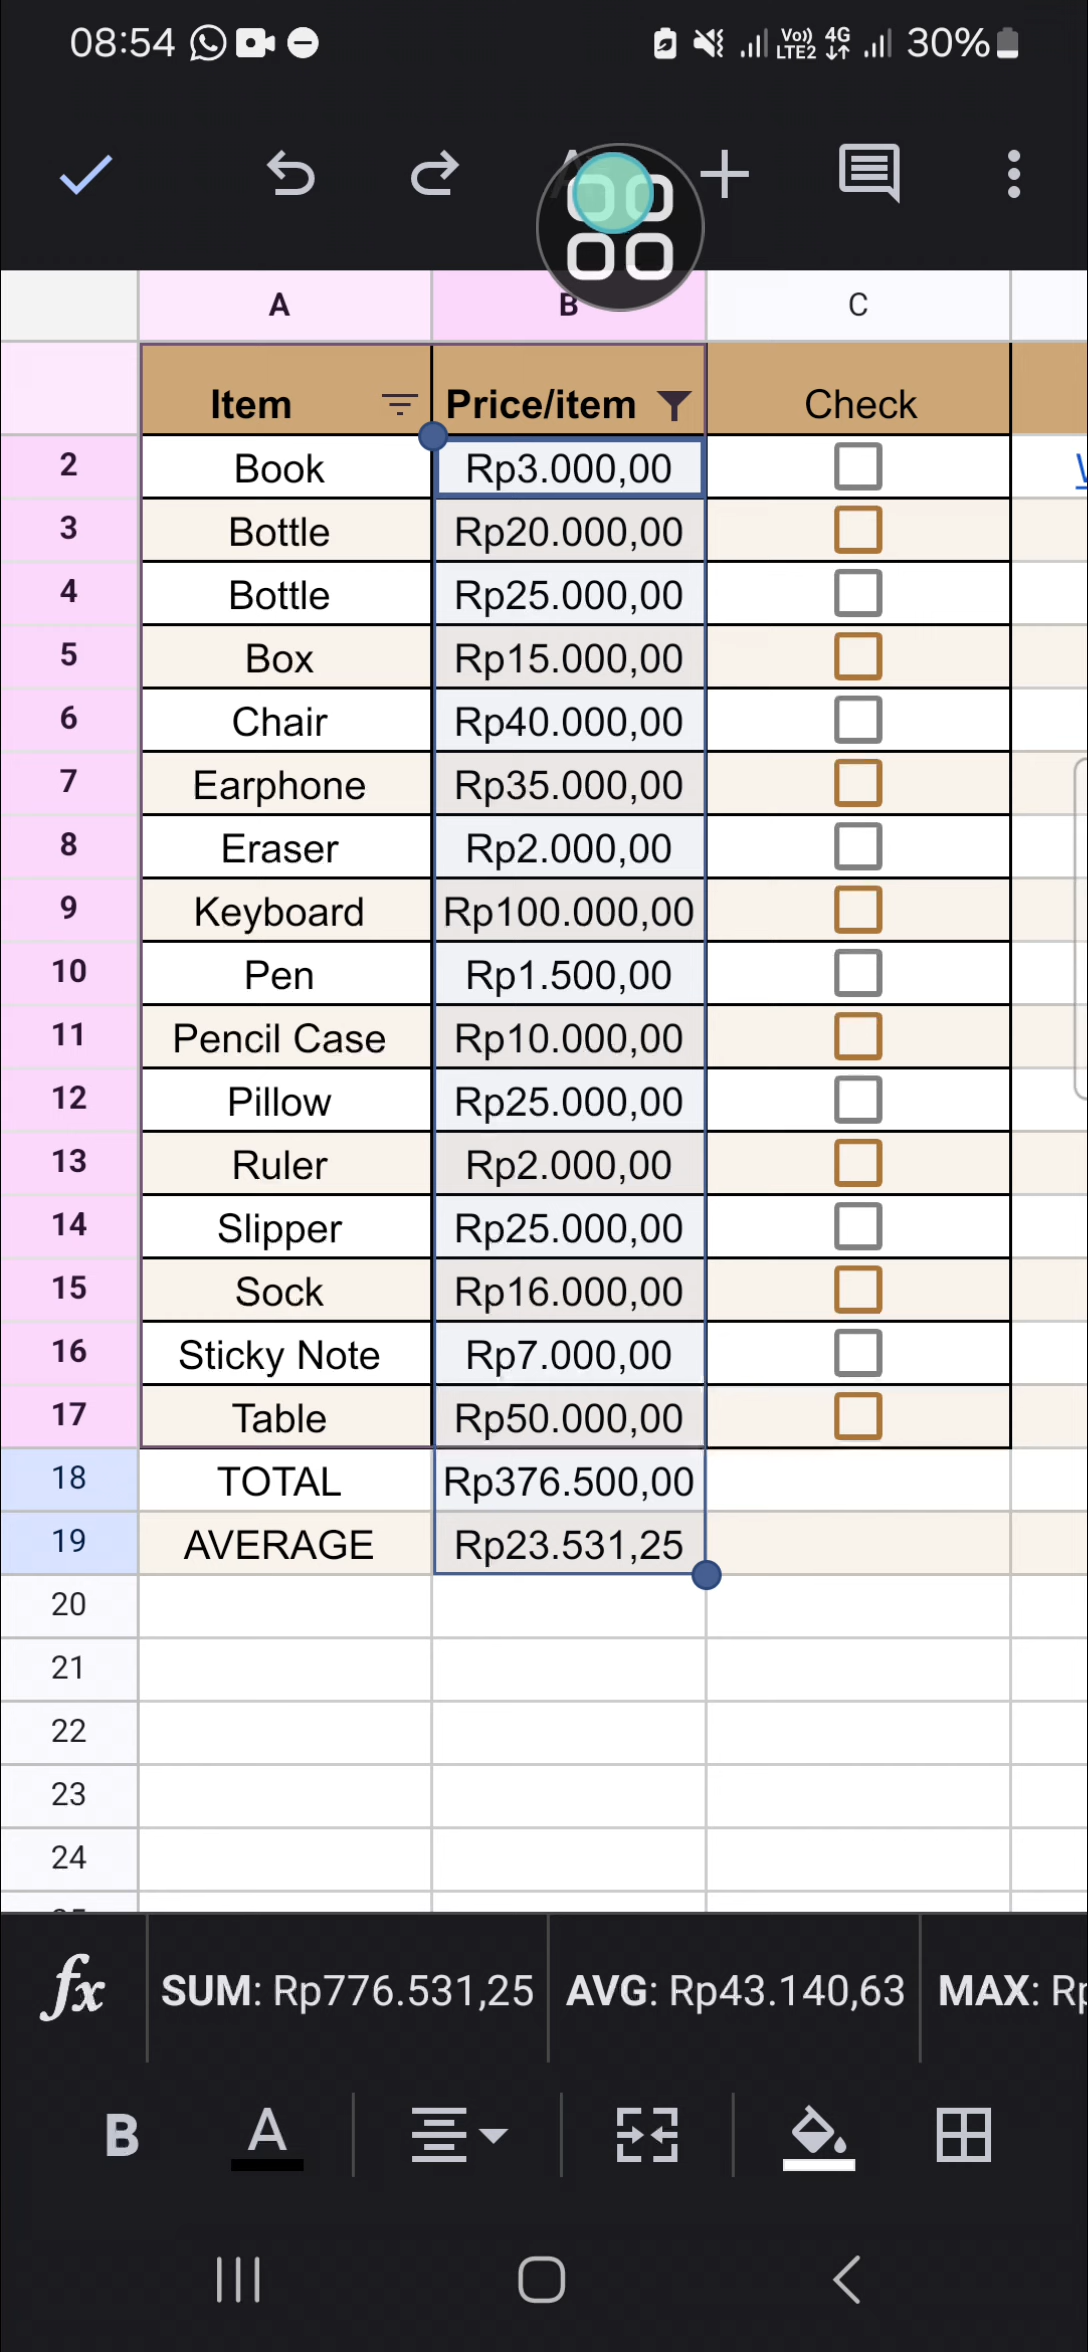 08:54 Vo)) LTE2 4G 30%
A B C
Item Price/item Check
2 Book Rp3.000,00
3 Bottle Rp20.000,00
4 Bottle Rp25.000,00
5 Box Rp15.000,00
6 Chair Rp40.000,00
7 Earphone Rp35.000,00
8 Eraser Rp2.000,00
9 Keyboard Rp100.000,00
10 Pen Rp1.500,00
11 Pencil Case Rp10.000,00
12 Pillow Rp25.000,00
13 Ruler Rp2.000,00
14 Slipper Rp25.000,00
15 Sock Rp16.000,00
16 Sticky Note Rp7.000,00
17 Table Rp50.000,00
18 TOTAL Rp376.500,00
19 AVERAGE Rp23.531,25
20
21
22
23
24
fx SUM: Rp776.531,25 AVG: Rp43.140,63 MAX: Rp
B A